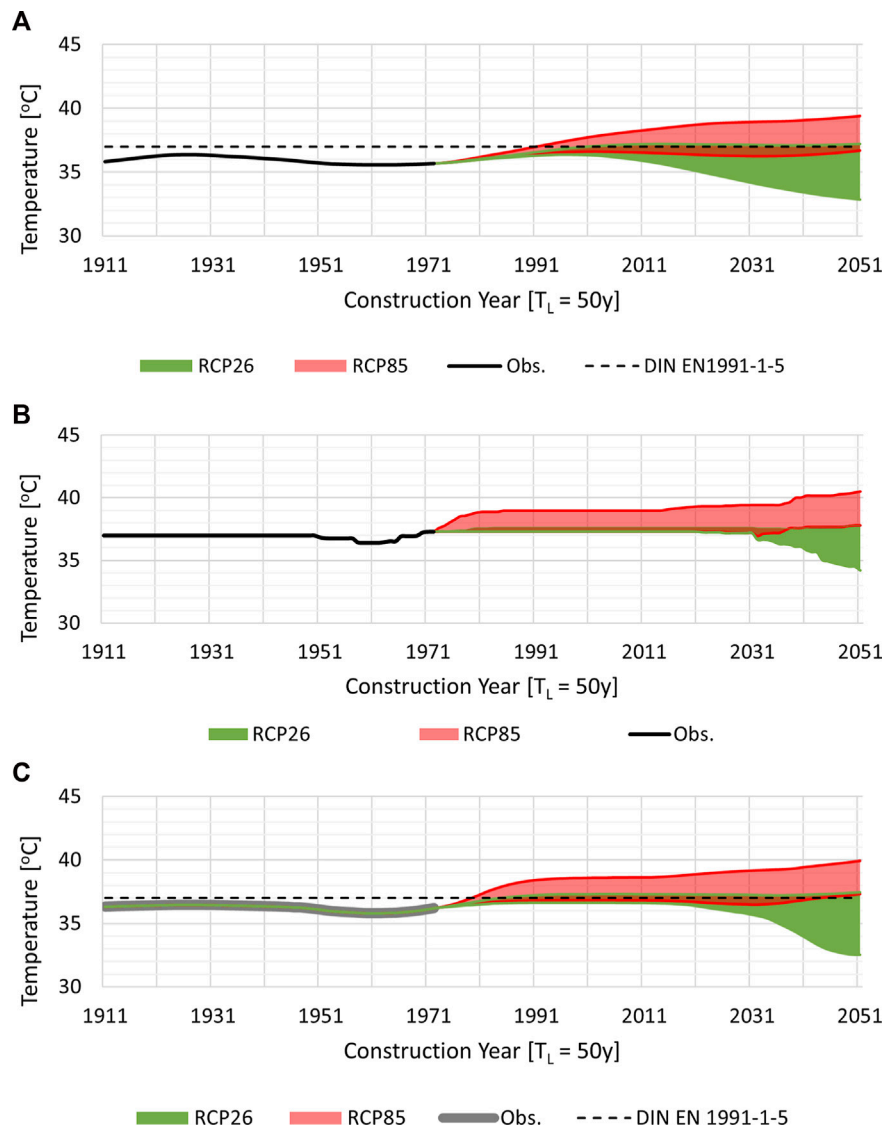 A
45
40
35
30
Temperature [°C]
1911 1931 1951 1971 1991 2011 2031 2051
Construction Year [T_L = 50y]
RCP26 RCP85 Obs. DIN EN1991-1-5
B
45
40
35
30
Temperature [°C]
1911 1931 1951 1971 1991 2011 2031 2051
Construction Year [T_L = 50y]
RCP26 RCP85 Obs.
C
45
40
35
30
Temperature [°C]
1911 1931 1951 1971 1991 2011 2031 2051
Construction Year [T_L = 50y]
RCP26 RCP85 Obs. DIN EN 1991-1-5